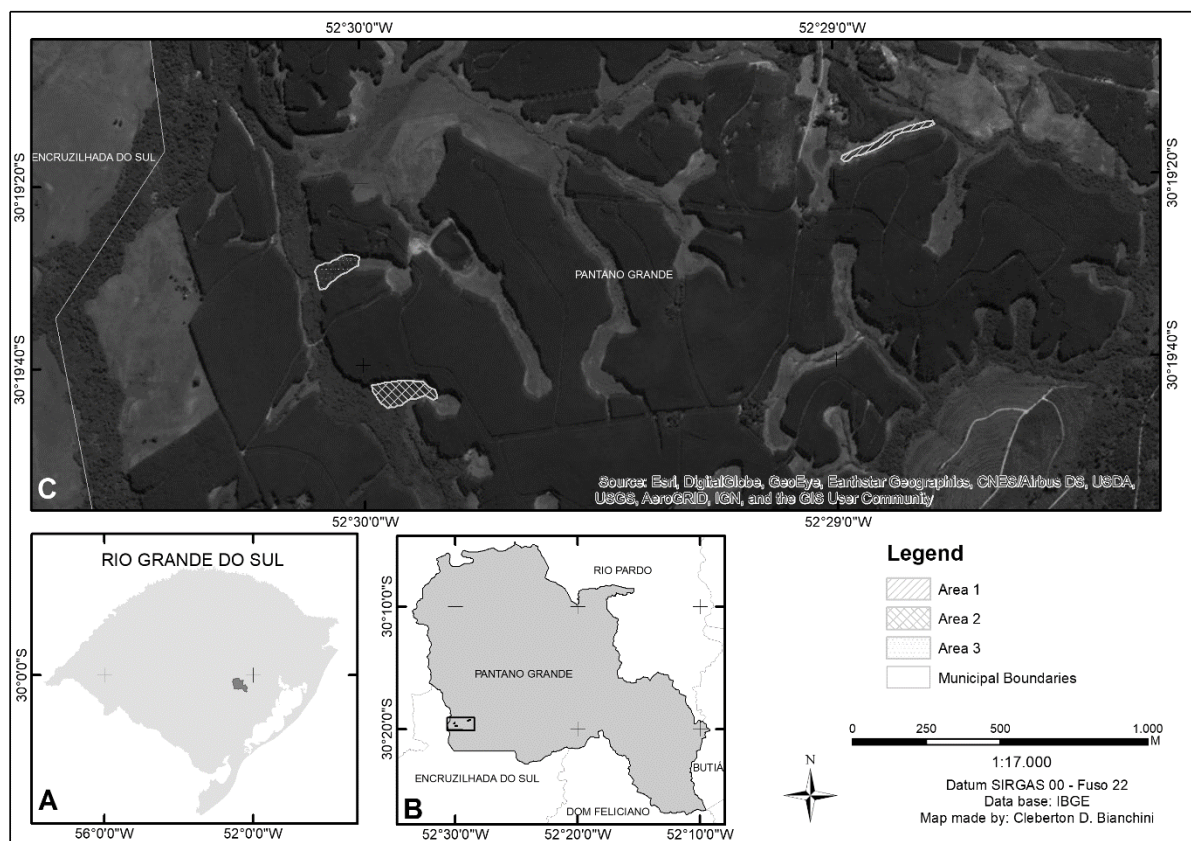 52°30'0"W
52°29'0"W
ENCRUZILHADA DO SUL
30°19'20"S
30°19'20"S
PANTANO GRANDE
30°19'40"S
30°19'40"S
C
Source: Esri, DigitalGlobe, GeoEye, Earthstar Geographics, CNES/Airbus DS, USDA,
USGS, AeroGRID, IGN, and the GIS User Community
52°30'0"W
52°29'0"W
RIO GRANDE DO SUL
30°0'0"S
A
56°0'0"W
52°0'0"W
RIO PARDO
30°10'0"S
PANTANO GRANDE
30°20'0"S
BUTIÁ
ENCRUZILHADA DO SUL
B
DOM FELICIANO
52°30'0"W
52°20'0"W
52°10'0"W
Legend
Area 1
Area 2
Area 3
Municipal Boundaries
0 250 500 1.000
M
1:17.000
N
Datum SIRGAS 00 - Fuso 22
Data base: IBGE
Map made by: Cleberton D. Bianchini